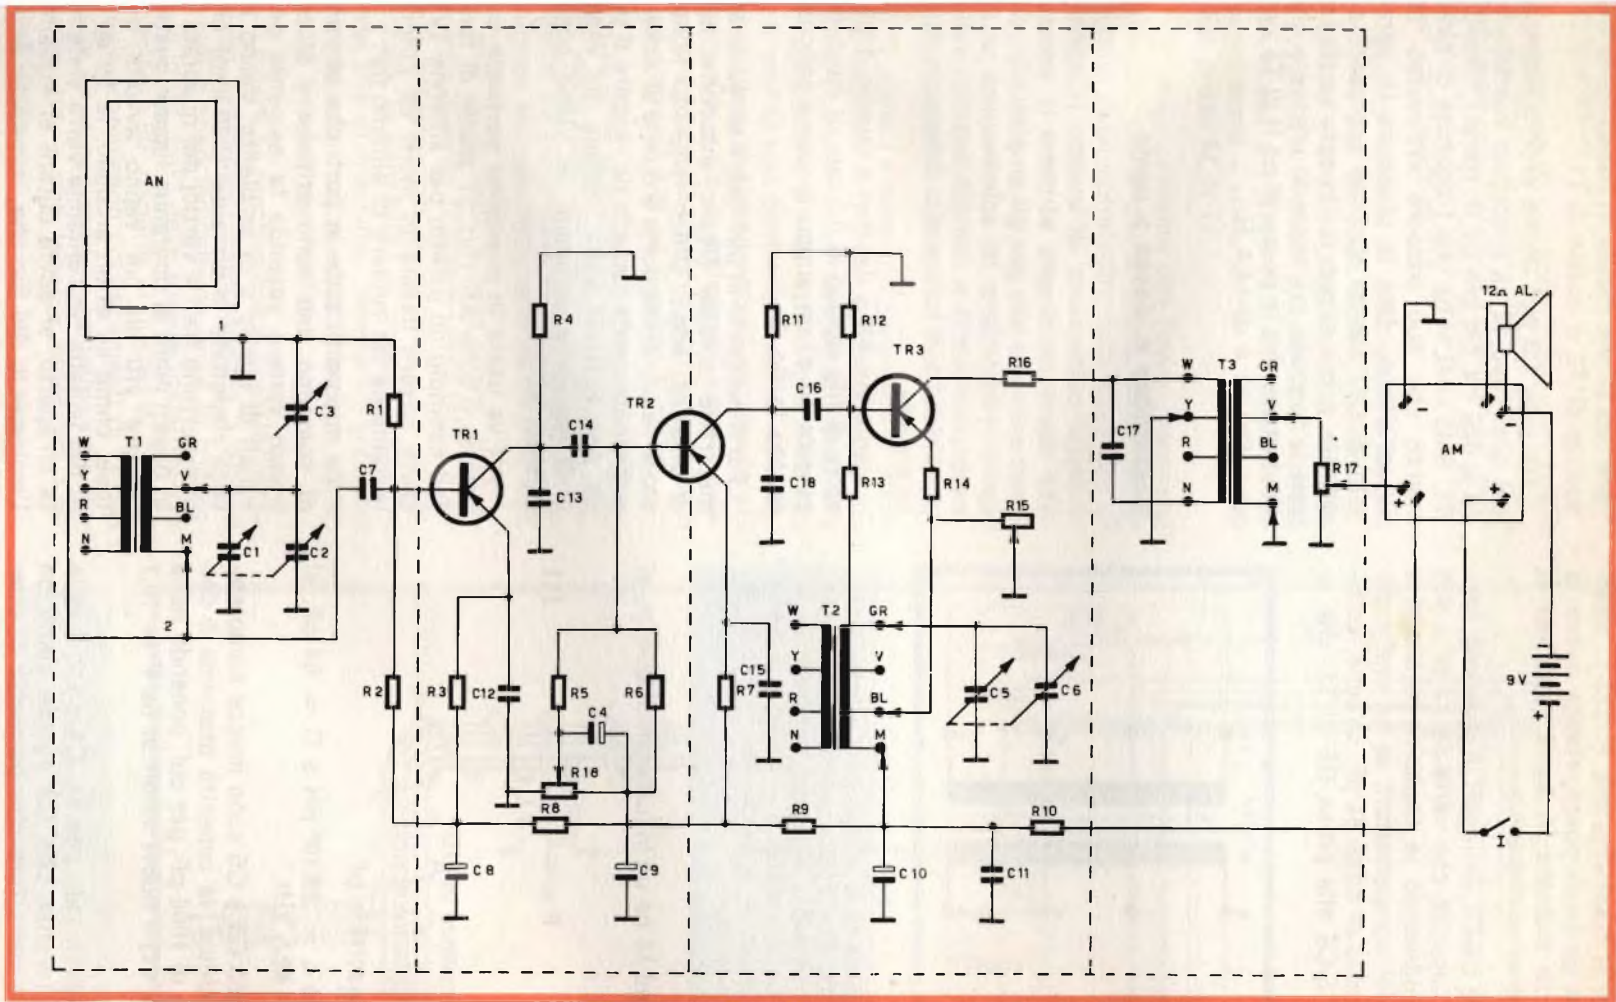 AN
1
2
C3
R1
W T1 GR
Y V
R BL
N M
C1
C2
C7
R2
TR1
R4
C14
C13
R3
C12
R5
C4
R6
R18
R8
C8
C9
TR2
R11
R12
TR3
C16
C18
R13
R14
R15
R16
C15
R7
W T2 GR
Y V
R BL
N M
C5
C6
R9
R10
C10
C11
C17
W T3 GR
Y V
R BL
N M
R17
12Ω AL.
-
-
AM
+
+
-
9V
+
I